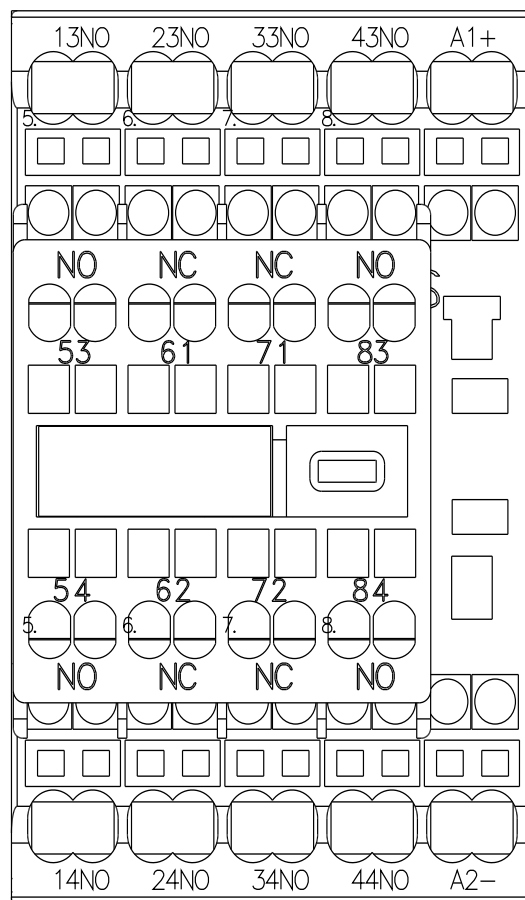 13NO 23NO 33NO 43NO A1+
5. 6. 7. 8.
NO NC NC NO
53 61 71 83
54 62 72 84
5. 6. 7. 8.
NO NC NC NO
14NO 24NO 34NO 44NO A2-